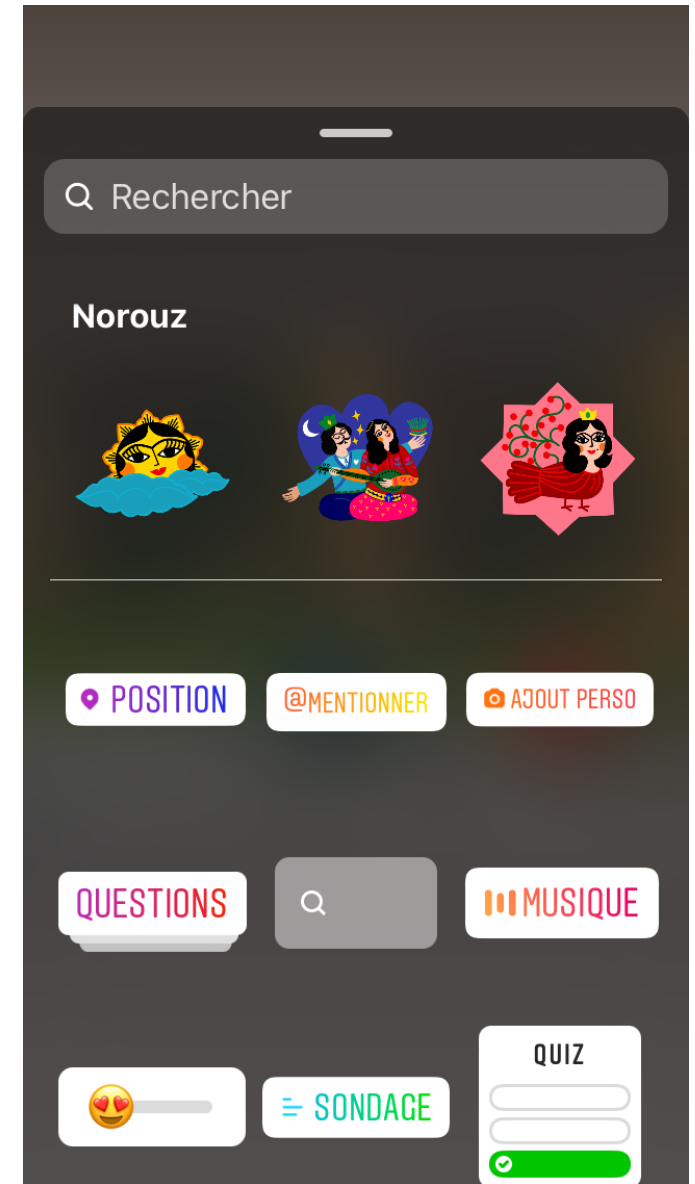 Rechercher
Norouz
POSITION
@MENTIONNER
AJOUT PERSO
QUESTIONS
MUSIQUE
SONDAGE
QUIZ